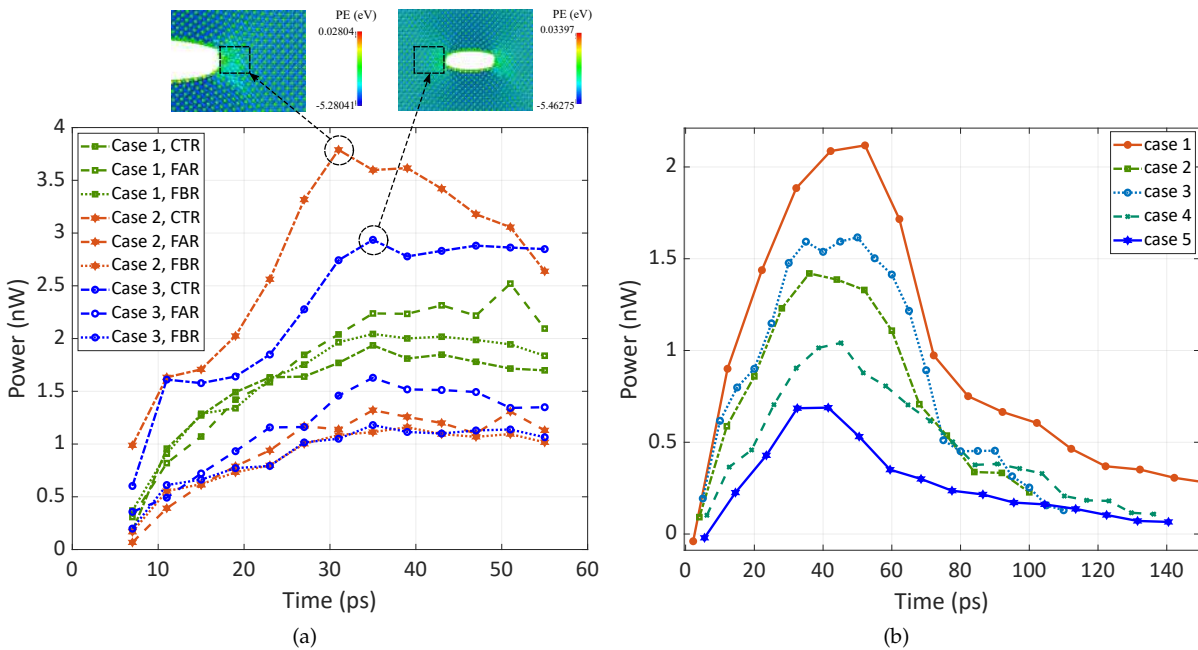 PE (eV)
0.02804
-5.28041
PE (eV)
0.03397
-5.46275
4
3.5
3
2.5
2
1.5
1
0.5
0
0
10
20
30
40
50
60
Power (nW)
Time (ps)
Case 1, CTR
Case 1, FAR
Case 1, FBR
Case 2, CTR
Case 2, FAR
Case 2, FBR
Case 3, CTR
Case 3, FAR
Case 3, FBR
(a)
2
1.5
1
0.5
0
0
20
40
60
80
100
120
140
Power (nW)
Time (ps)
case 1
case 2
case 3
case 4
case 5
(b)